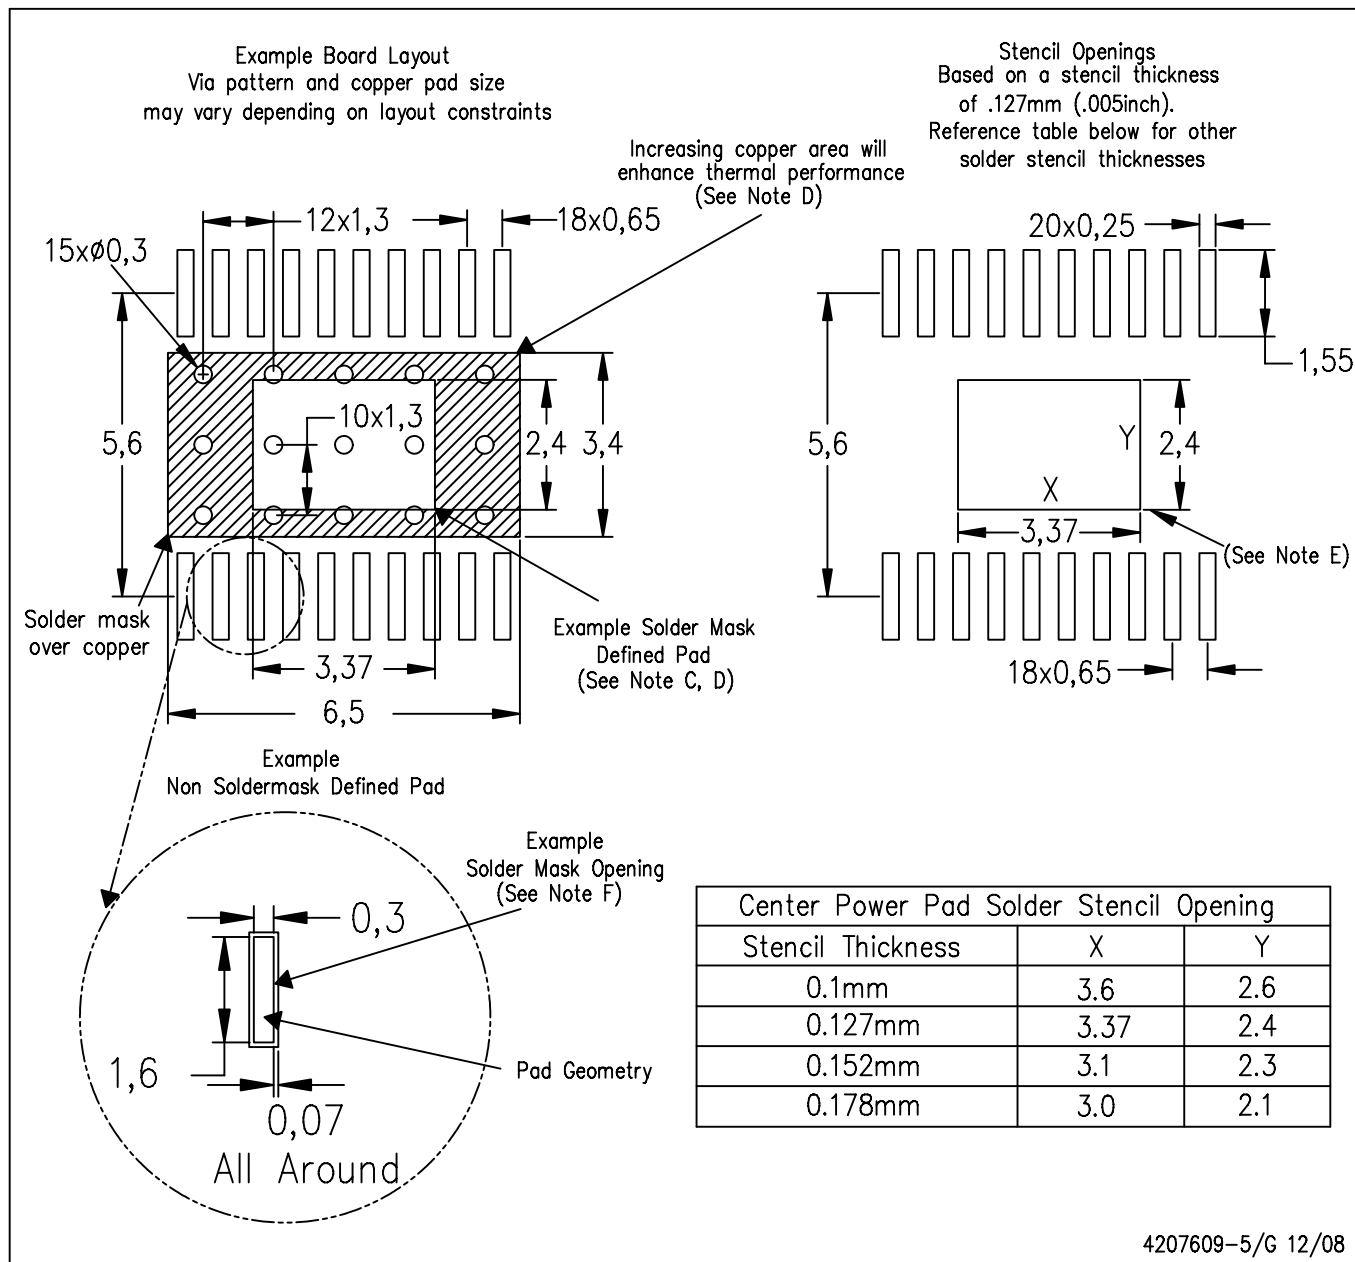 Example Board Layout
Via pattern and copper pad size
may vary depending on layout constraints
Stencil Openings
Based on a stencil thickness
of .127mm (.005inch).
Reference table below for other
solder stencil thicknesses
Increasing copper area will
enhance thermal performance
(See Note D)
12x1,3
18x0,65
15xø0,3
5,6
10x1,3
2,4
3,4
Solder mask
over copper
3,37
6,5
Example Solder Mask
Defined Pad
(See Note C, D)
20x0,25
1,55
5,6
Y
2,4
X
3,37
(See Note E)
18x0,65
Example
Non Soldermask Defined Pad
Example
Solder Mask Opening
(See Note F)
0,3
1,6
Pad Geometry
0,07
All Around
Center Power Pad Solder Stencil Opening
Stencil Thickness X Y
0.1mm 3.6 2.6
0.127mm 3.37 2.4
0.152mm 3.1 2.3
0.178mm 3.0 2.1
4207609-5/G 12/08